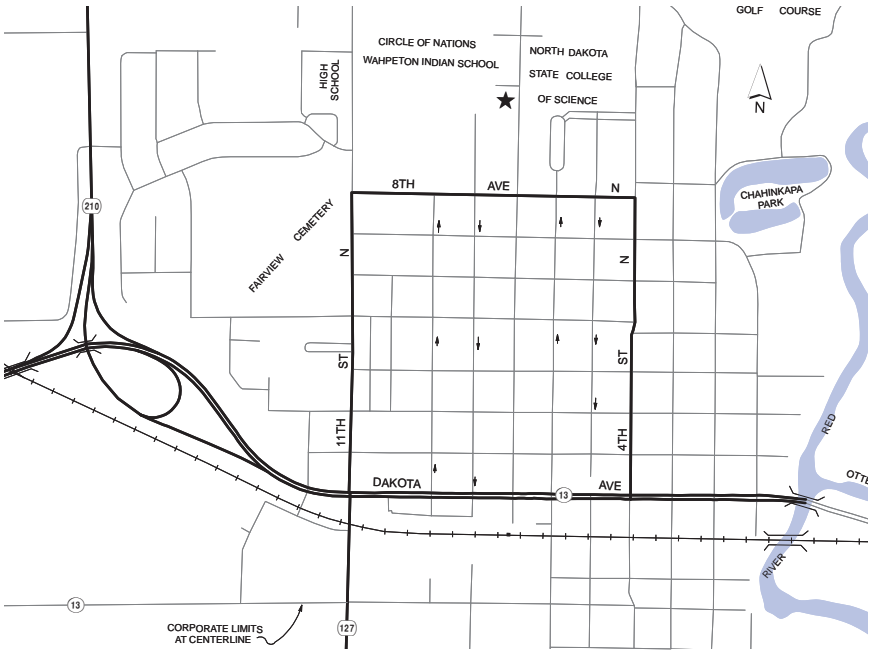 GOLF COURSE
CIRCLE OF NATIONS
WAHPETON INDIAN SCHOOL
HIGH
SCHOOL
NORTH DAKOTA
STATE COLLEGE
OF SCIENCE
N
8TH AVE N
CHAHINKAPA
PARK
210
FAIRVIEW CEMETERY
11TH ST N
4TH ST N
RED
RIVER
OTTE
DAKOTA AVE
13
13
CORPORATE LIMITS
AT CENTERLINE
127